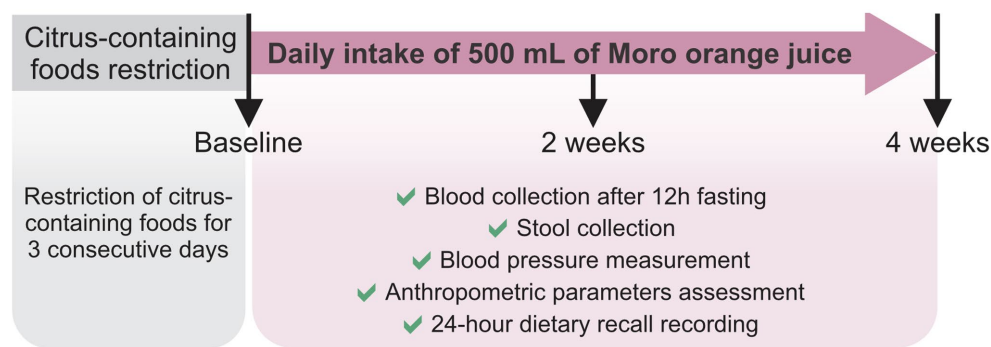 Citrus-containing
foods restriction
Daily intake of 500 mL of Moro orange juice
Baseline
2 weeks
4 weeks
Restriction of citrus-
containing foods for
3 consecutive days
Blood collection after 12h fasting
Stool collection
Blood pressure measurement
Anthropometric parameters assessment
24-hour dietary recall recording